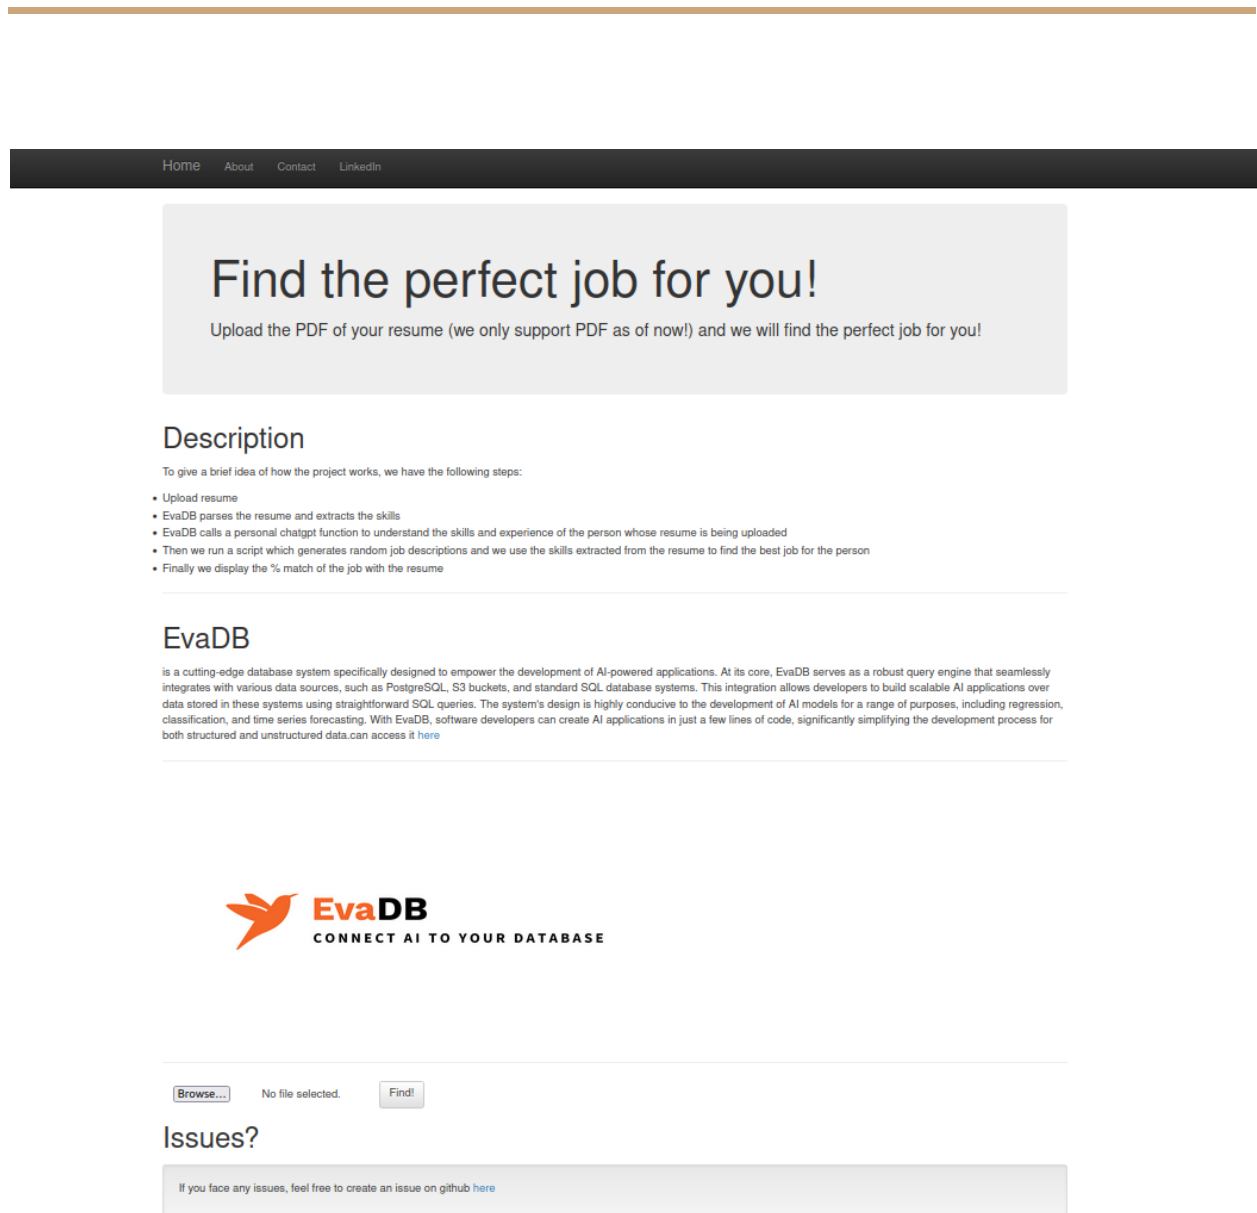 Home About Contact LinkedIn
Find the perfect job for you!
Upload the PDF of your resume (we only support PDF as of now!) and we will find the perfect job for you!
Description
To give a brief idea of how the project works, we have the following steps:
• Upload resume
• EvaDB parses the resume and extracts the skills
• EvaDB calls a personal chatgpt function to understand the skills and experience of the person whose resume is being uploaded
• Then we run a script which generates random job descriptions and we use the skills extracted from the resume to find the best job for the person
• Finally we display the % match of the job with the resume
EvaDB
is a cutting-edge database system specifically designed to empower the development of AI-powered applications. At its core, EvaDB serves as a robust query engine that seamlessly
integrates with various data sources, such as PostgreSQL, S3 buckets, and standard SQL database systems. This integration allows developers to build scalable AI applications over
data stored in these systems using straightforward SQL queries. The system's design is highly conducive to the development of AI models for a range of purposes, including regression,
classification, and time series forecasting. With EvaDB, software developers can create AI applications in just a few lines of code, significantly simplifying the development process for
both structured and unstructured data.can access it here
EvaDB
CONNECT AI TO YOUR DATABASE
Browse... No file selected. Find!
Issues?
If you face any issues, feel free to create an issue on github here